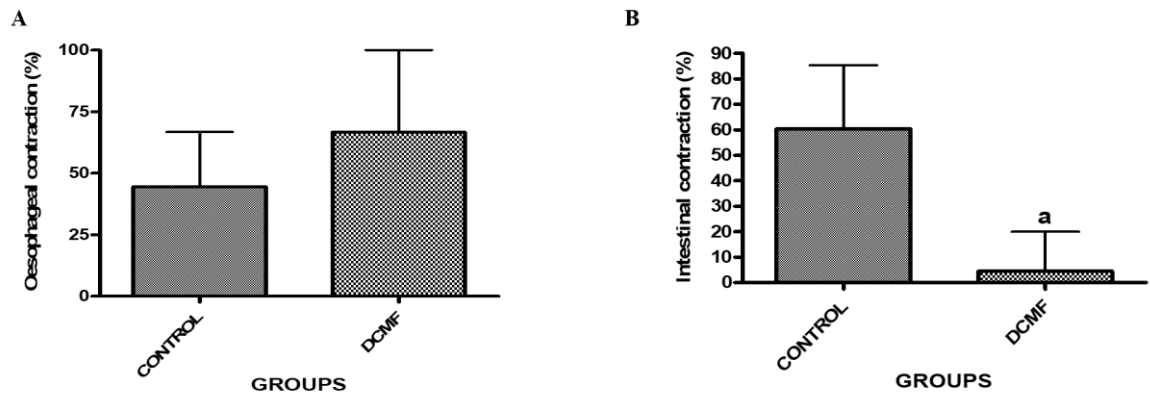 A
Oesophageal contraction (%)
100
75
50
25
0
CONTROL
DCMF
GROUPS
B
Intestinal contraction (%)
90
80
70
60
50
40
30
20
10
0
a
CONTROL
DCMF
GROUPS